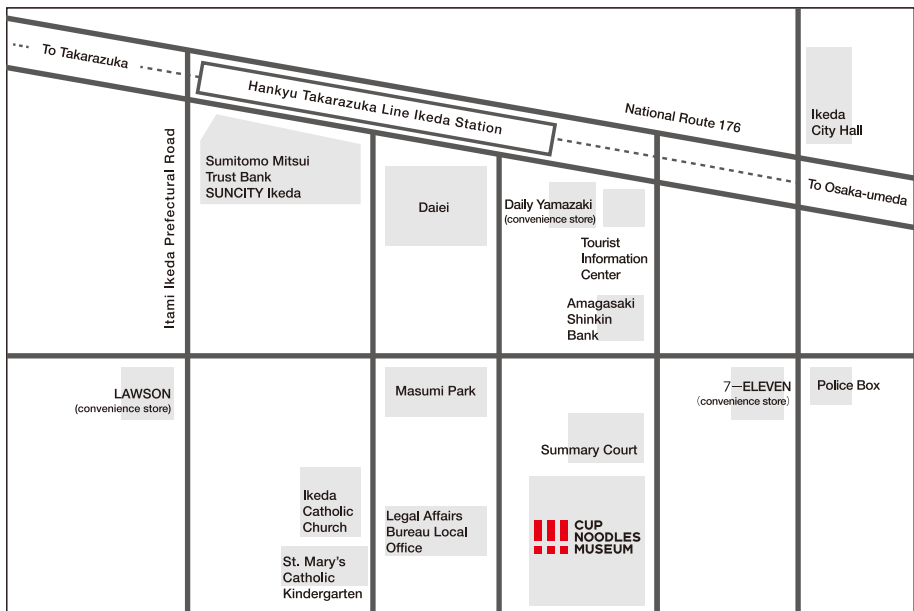 To Takarazuka
Hankyu Takarazuka Line Ikeda Station
National Route 176
Ikeda
City Hall
To Osaka-umeda
Itami Ikeda Prefectural Road
Sumitomo Mitsui
Trust Bank
SUNCITY Ikeda
Daiei
Daily Yamazaki
(convenience store)
Tourist
Information
Center
Amagasaki
Shinkin
Bank
LAWSON
(convenience store)
Masumi Park
7—ELEVEN
(convenience store)
Police Box
Summary Court
Ikeda
Catholic
Church
Legal Affairs
Bureau Local
Office
CUP
NOODLES
MUSEUM
St. Mary's
Catholic
Kindergarten